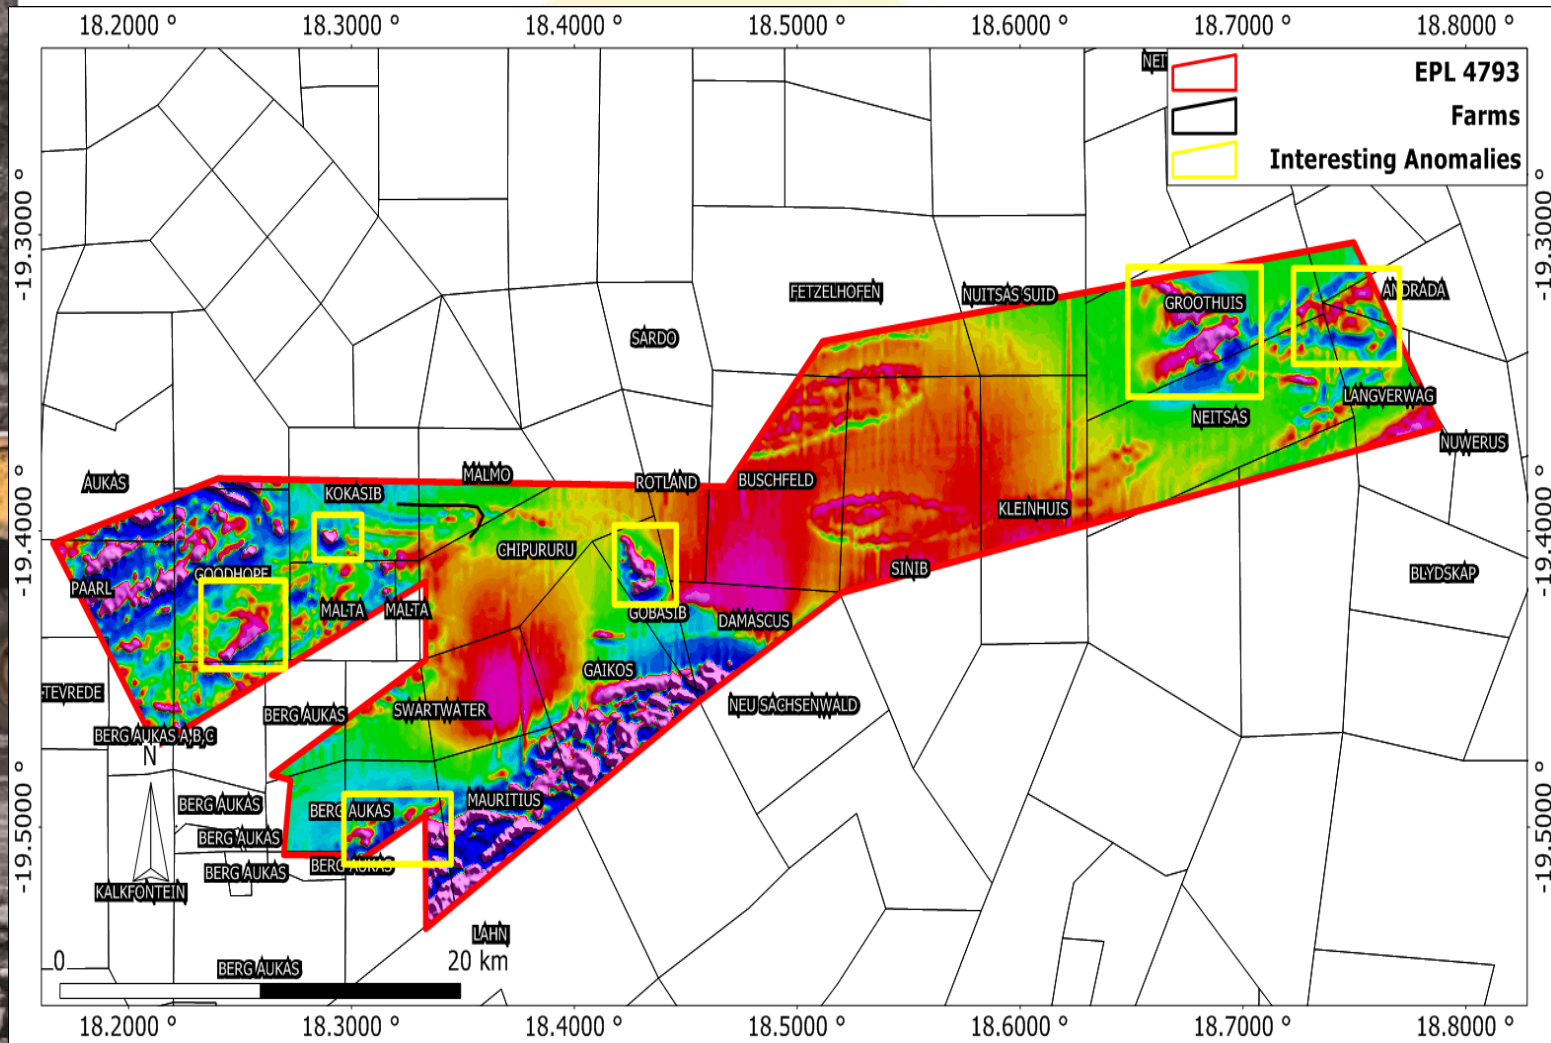 18.2000 º 18.3000 º 18.4000 º 18.5000 º 18.6000 º 18.7000 º 18.8000 º
EPL 4793
Farms
Interesting Anomalies
-19.3000 º
-19.3000 º
FETZELHOFEN
NUITSAS SUID
GROOTHUIS
ANDRADA
SARDO
LANGVERWAG
NEITSAS
NUWERUS
MALMO
AUKAS
KOKASIB
ROTLAND
BUSCHFELD
KLEINHUIS
-19.4000 º
-19.4000 º
CHIPURURU
SINIB
BLYDSKAP
GOODHOPE
PAARL
MALTA
MALTA
GOBASIB
DAMASCUS
GAIKOS
TEVREDE
SWARTWATER
NEU SACHSENWALD
BERG AUKAS
BERG AUKAS A,B,C
N
MAURITIUS
BERG AUKAS
BERG AUKAS
-19.5000 º
-19.5000 º
BERG AUKAS
BERG AUKAS
BERG AUKAS
KALKFONTEIN
LAHN
0
20 km
BERG AUKAS
18.2000 º 18.3000 º 18.4000 º 18.5000 º 18.6000 º 18.7000 º 18.8000 º